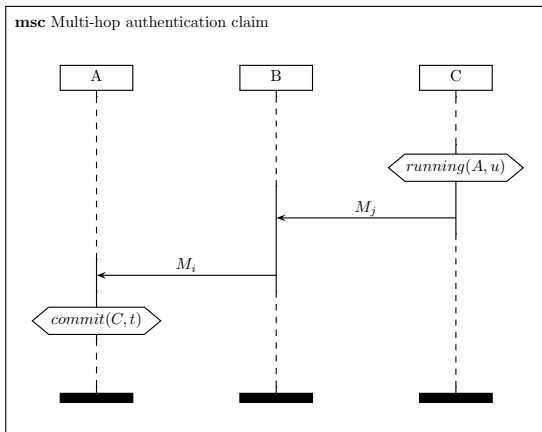 msc Multi-hop authentication claim
A
B
C
running(A, u)
M_j
M_i
commit(C, t)